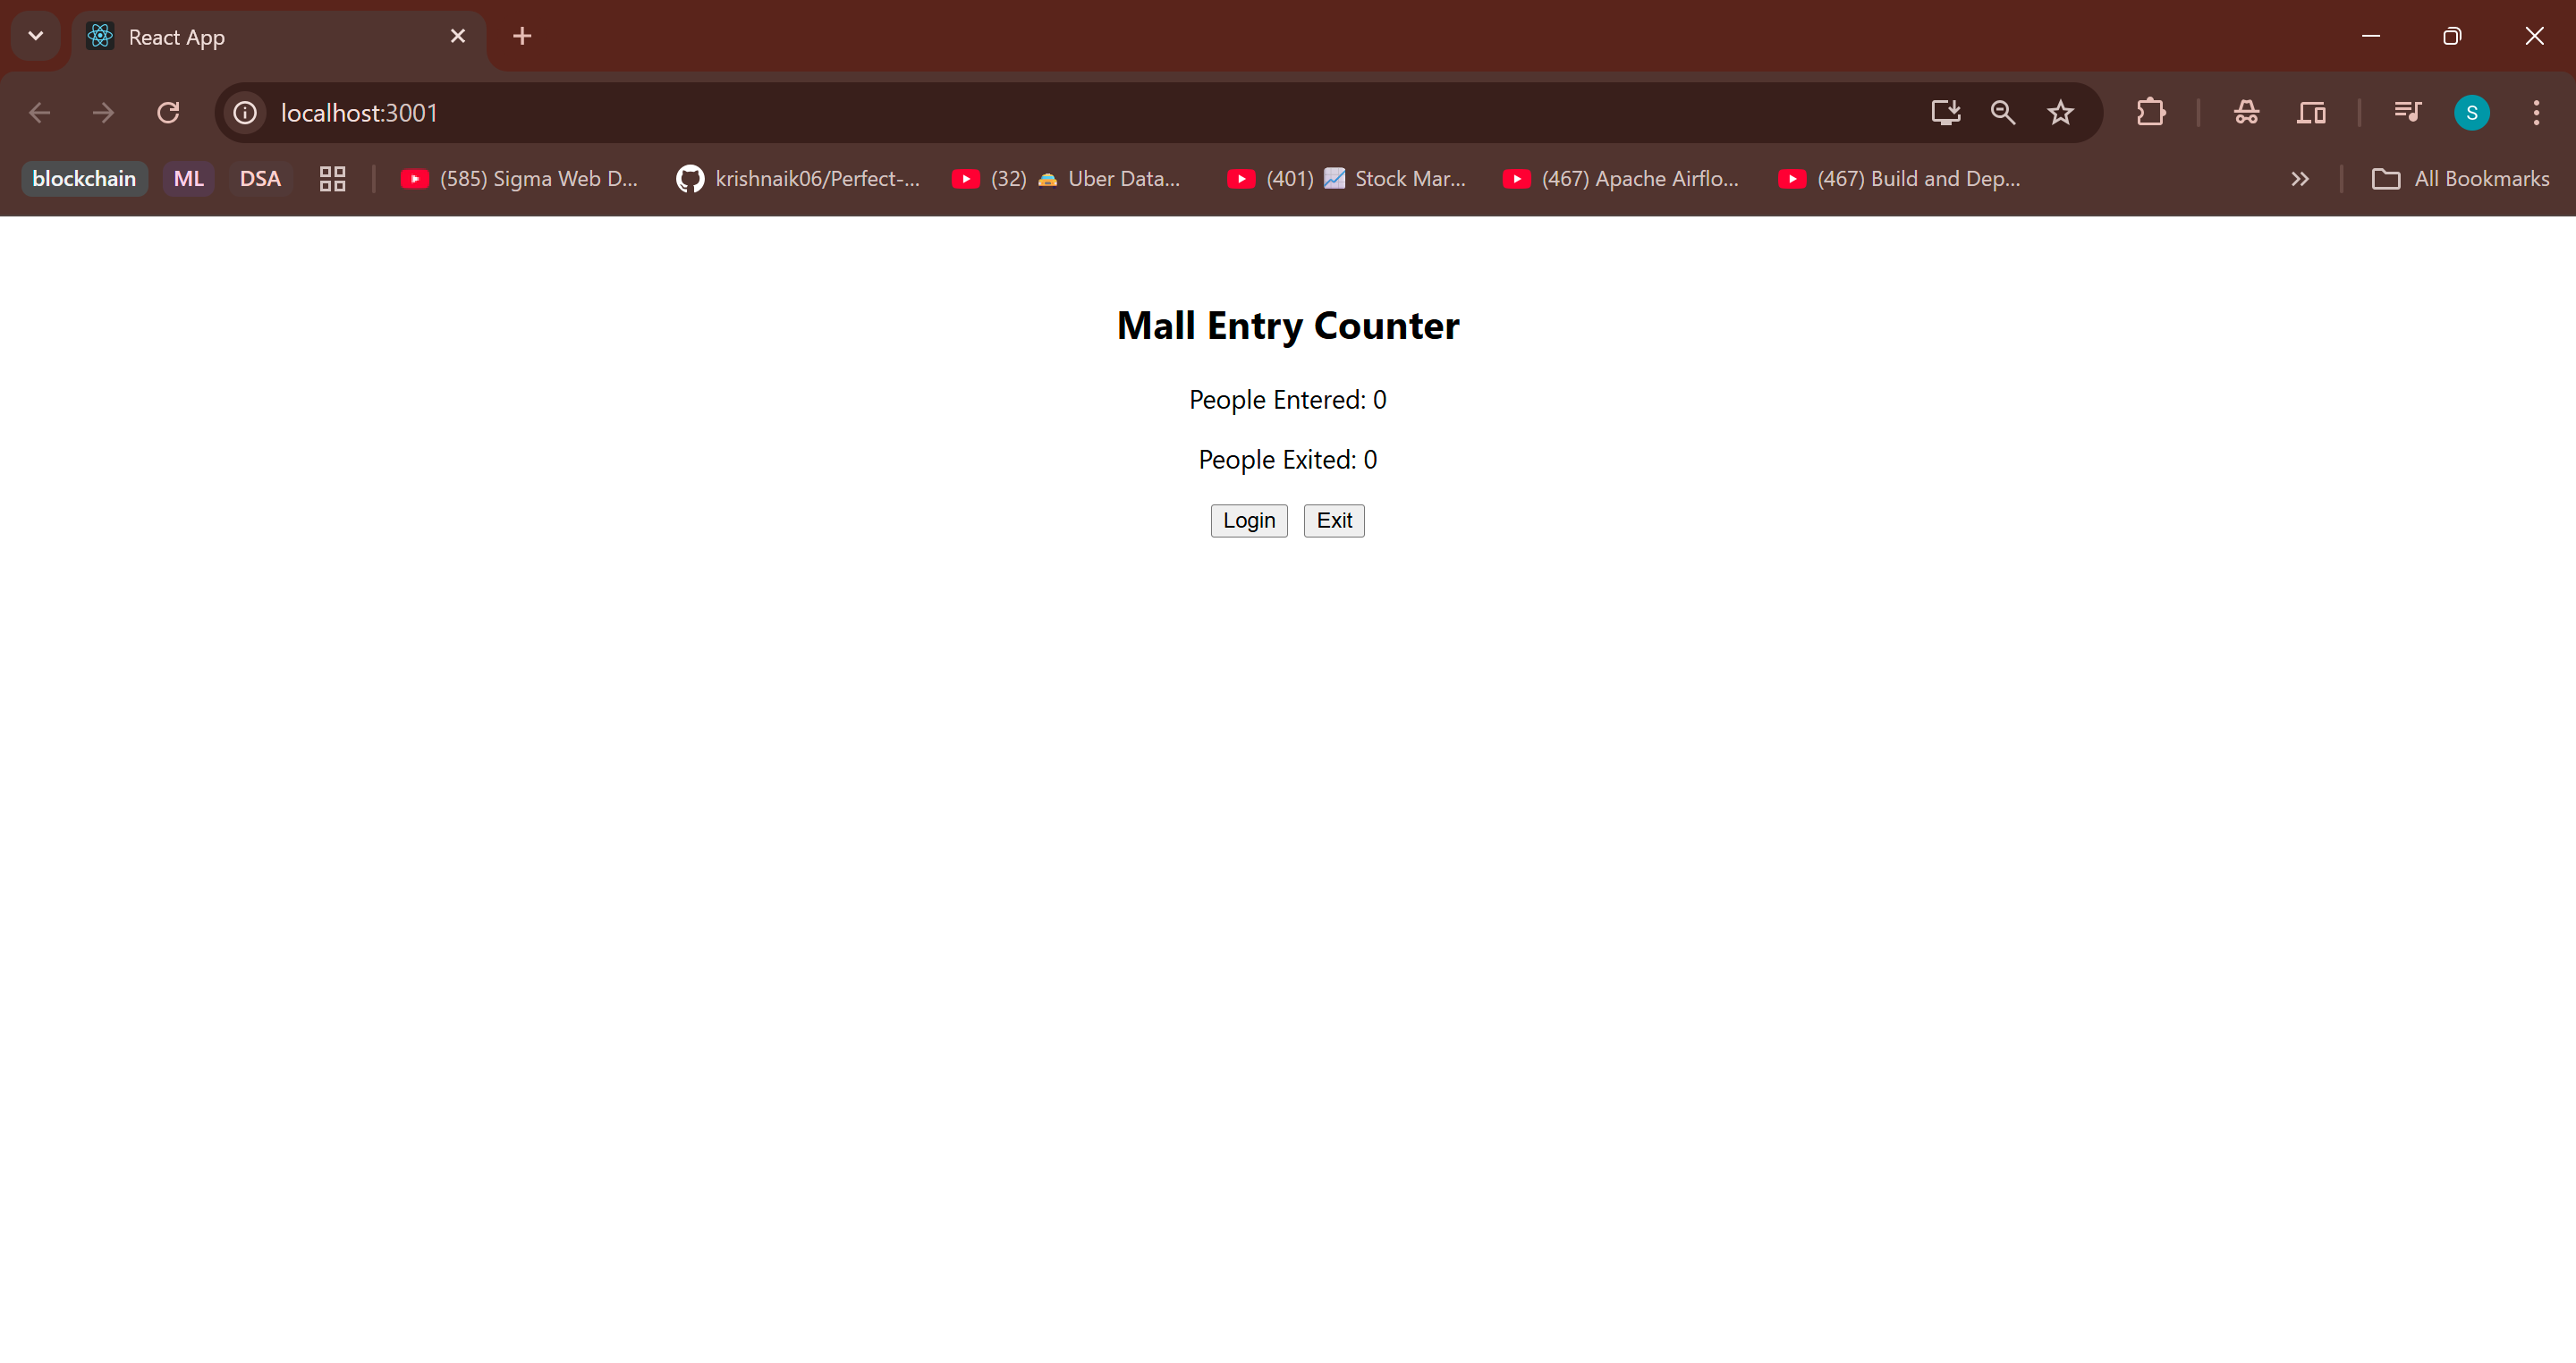 React App
localhost:3001
S
blockchain ML DSA (585) Sigma Web D... krishnaik06/Perfect-... (32) 🚖 Uber Data... (401) 📈 Stock Mar... (467) Apache Airflo... (467) Build and Dep... All Bookmarks
Mall Entry Counter
People Entered: 0
People Exited: 0
Login Exit